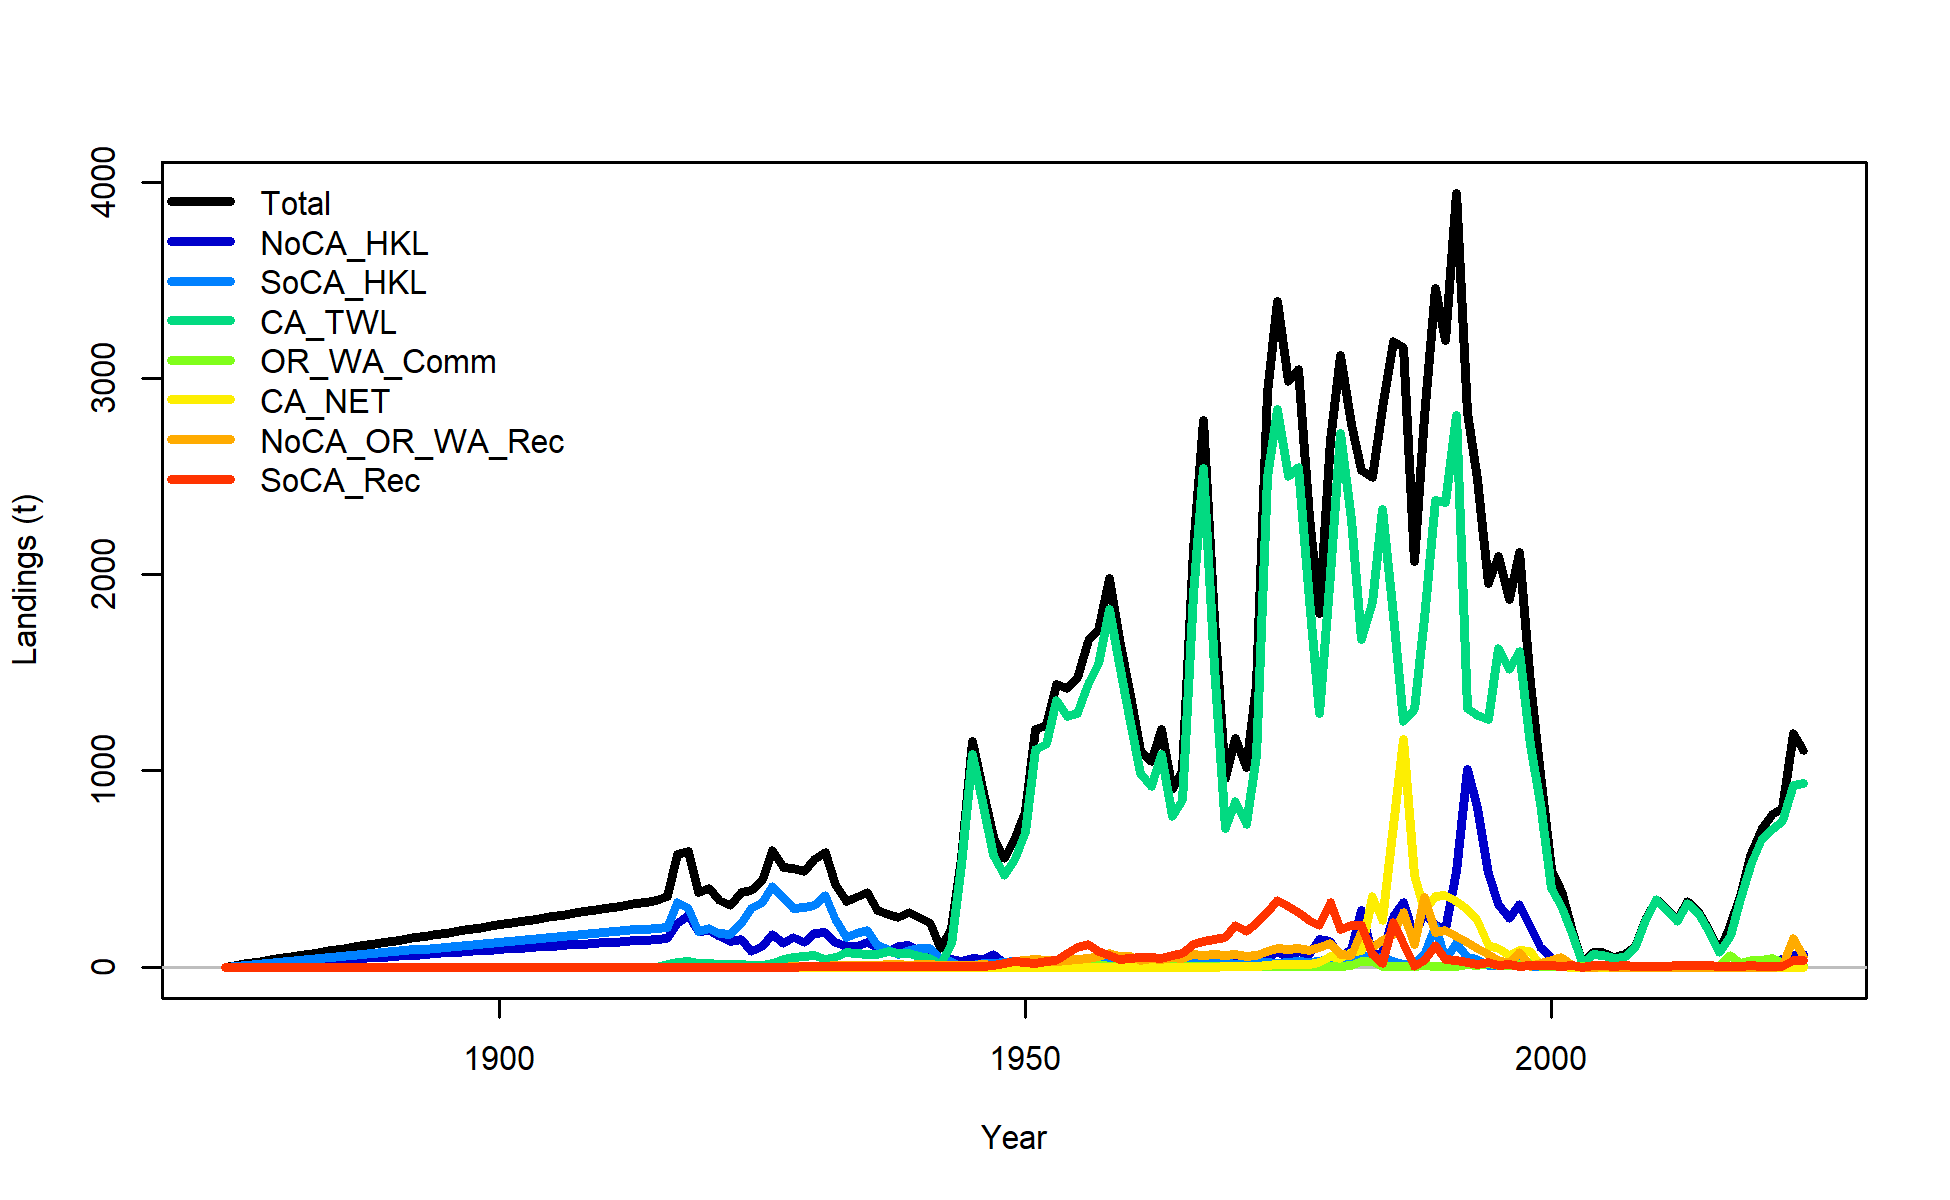 4000
3000
2000
1000
0
Landings (t)
Total
NoCA_HKL
SoCA_HKL
CA_TWL
OR_WA_Comm
CA_NET
NoCA_OR_WA_Rec
SoCA_Rec
1900 1950 2000
Year